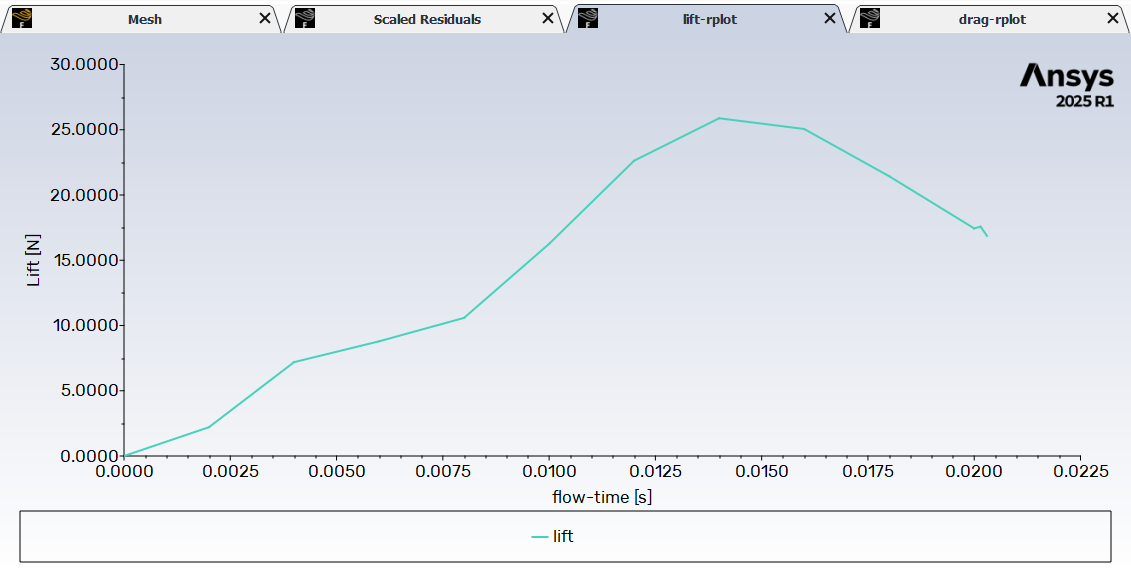 Mesh
Scaled Residuals
lift-rplot
drag-rplot
Ansys
2025 R1
30.0000
25.0000
20.0000
15.0000
10.0000
5.0000
0.0000
Lift [N]
0.0000 0.0025 0.0050 0.0075 0.0100 0.0125 0.0150 0.0175 0.0200 0.0225
flow-time [s]
lift